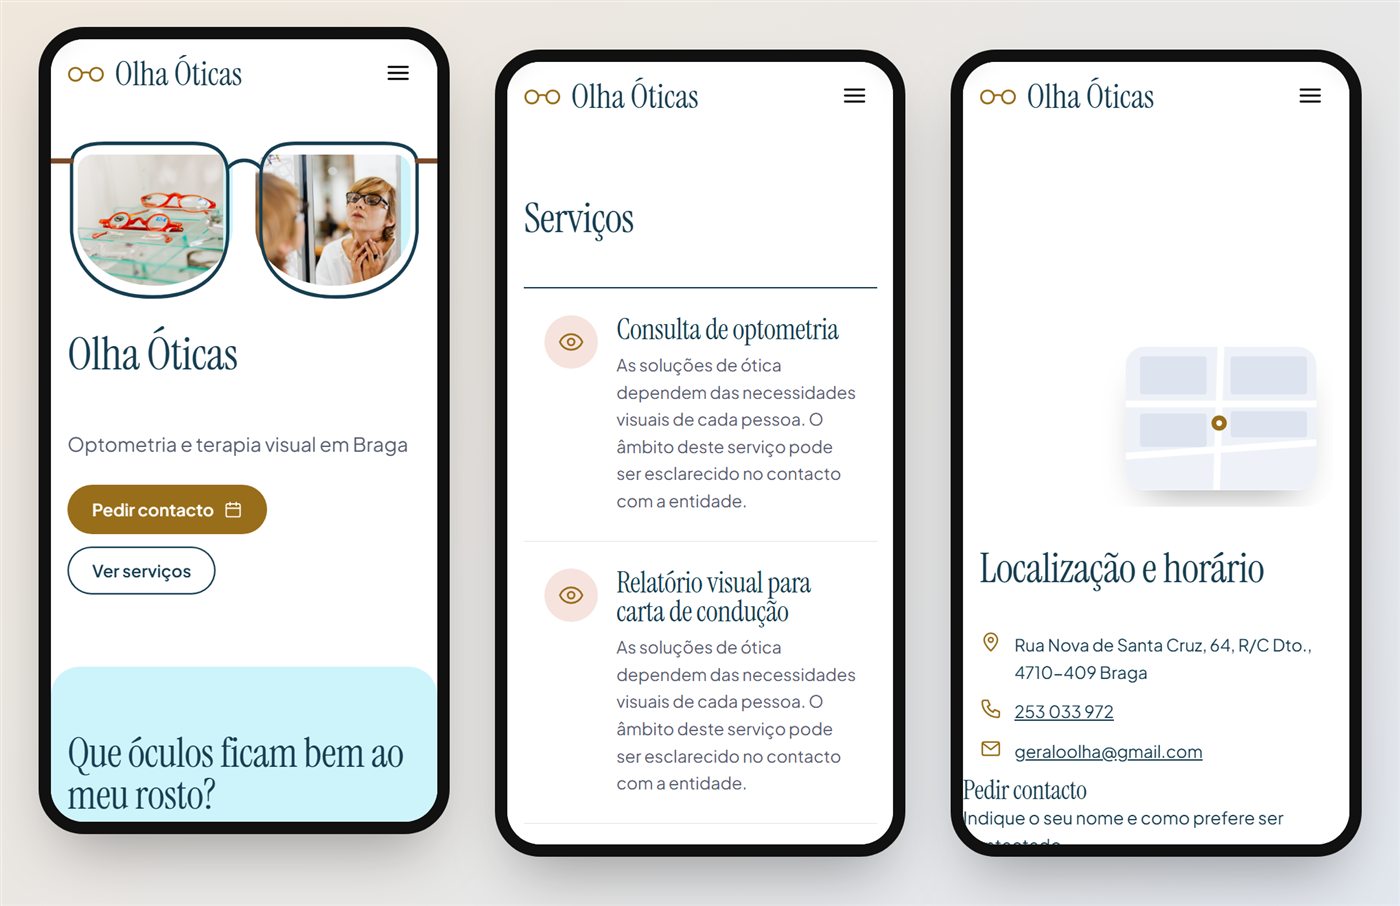 Olha Óticas
Olha Óticas
Optometria e terapia visual em Braga
Pedir contacto
Ver serviços
Que óculos ficam bem ao
meu rosto?
Olha Óticas
Serviços
Consulta de optometria
As soluções de ótica
dependem das necessidades
visuais de cada pessoa. O
âmbito deste serviço pode
ser esclarecido no contacto
com a entidade.
Relatório visual para
carta de condução
As soluções de ótica
dependem das necessidades
visuais de cada pessoa. O
âmbito deste serviço pode
ser esclarecido no contacto
com a entidade.
Olha Óticas
Localização e horário
Rua Nova de Santa Cruz, 64, R/C Dto.,
4710-409 Braga
253 033 972
geraloolha@gmail.com
Pedir contacto
Indique o seu nome e como prefere ser